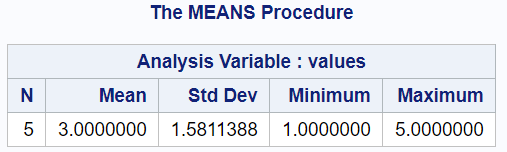 The MEANS Procedure
Analysis Variable : values
N Mean Std Dev Minimum Maximum
5 3.0000000 1.5811388 1.0000000 5.0000000